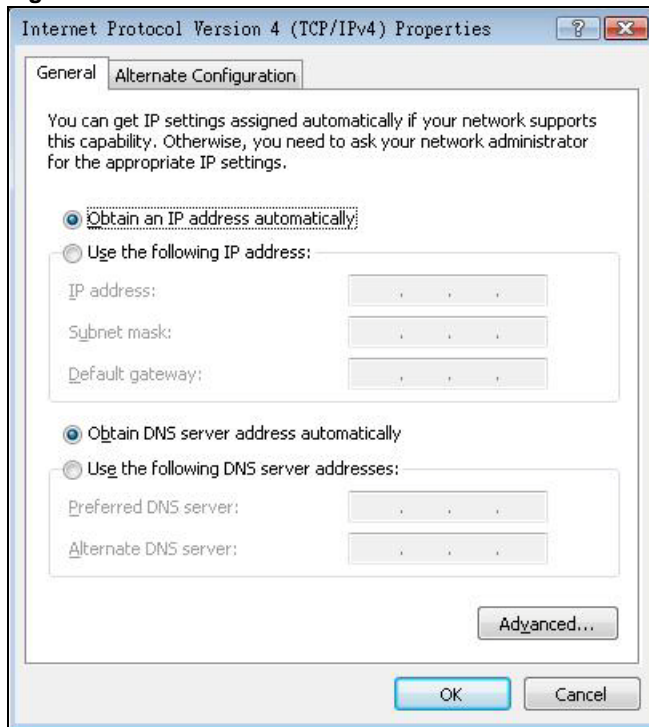 Internet Protocol Version 4 (TCP/IPv4) Properties
General
Alternate Configuration
You can get IP settings assigned automatically if your network supports
this capability. Otherwise, you need to ask your network administrator
for the appropriate IP settings.
Obtain an IP address automatically
Use the following IP address:
IP address:
Subnet mask:
Default gateway:
Obtain DNS server address automatically
Use the following DNS server addresses:
Preferred DNS server:
Alternate DNS server:
Advanced...
OK
Cancel